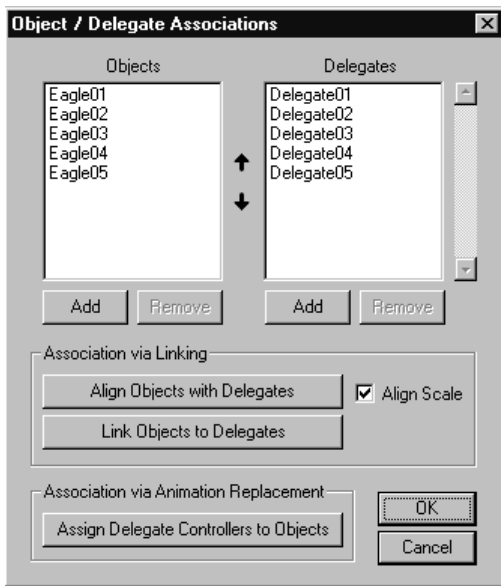 Object / Delegate Associations
Objects Delegates
Eagle01
Eagle02
Eagle03
Eagle04
Eagle05
Delegate01
Delegate02
Delegate03
Delegate04
Delegate05
Add Remove Add Remove
Association via Linking
Align Objects with Delegates Align Scale
Link Objects to Delegates
Association via Animation Replacement
Assign Delegate Controllers to Objects
OK
Cancel